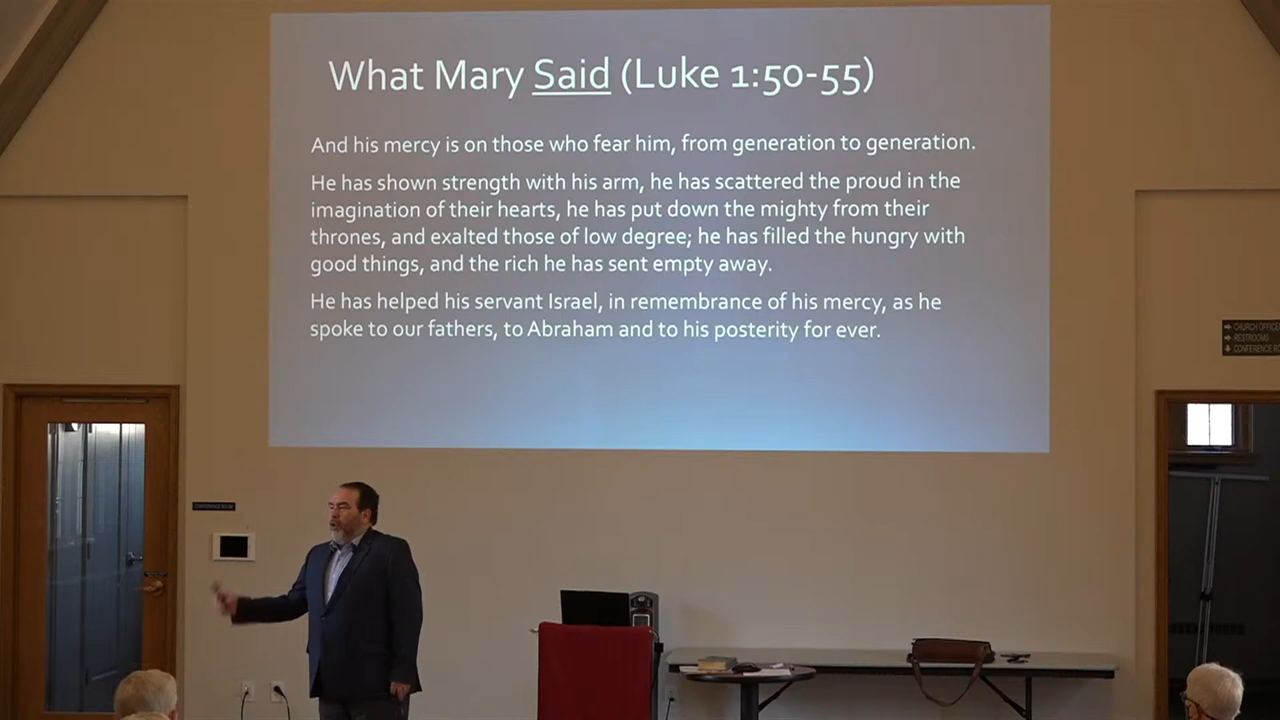 What Mary Said (Luke 1:50-55)
And his mercy is on those who fear him, from generation to generation.
He has shown strength with his arm, he has scattered the proud in the
imagination of their hearts, he has put down the mighty from their
thrones, and exalted those of low degree; he has filled the hungry with
good things, and the rich he has sent empty away.
He has helped his servant Israel, in remembrance of his mercy, as he
spoke to our fathers, to Abraham and to his posterity for ever.
CHURCH OFFICE
RESTROOMS
CONFERENCE
CONFERENCE ROOM